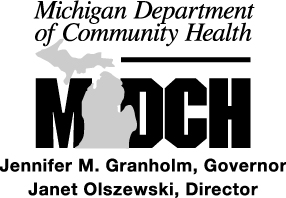 Michigan Department
of Community Health
MDCH
Jennifer M. Granholm, Governor
Janet Olszewski, Director